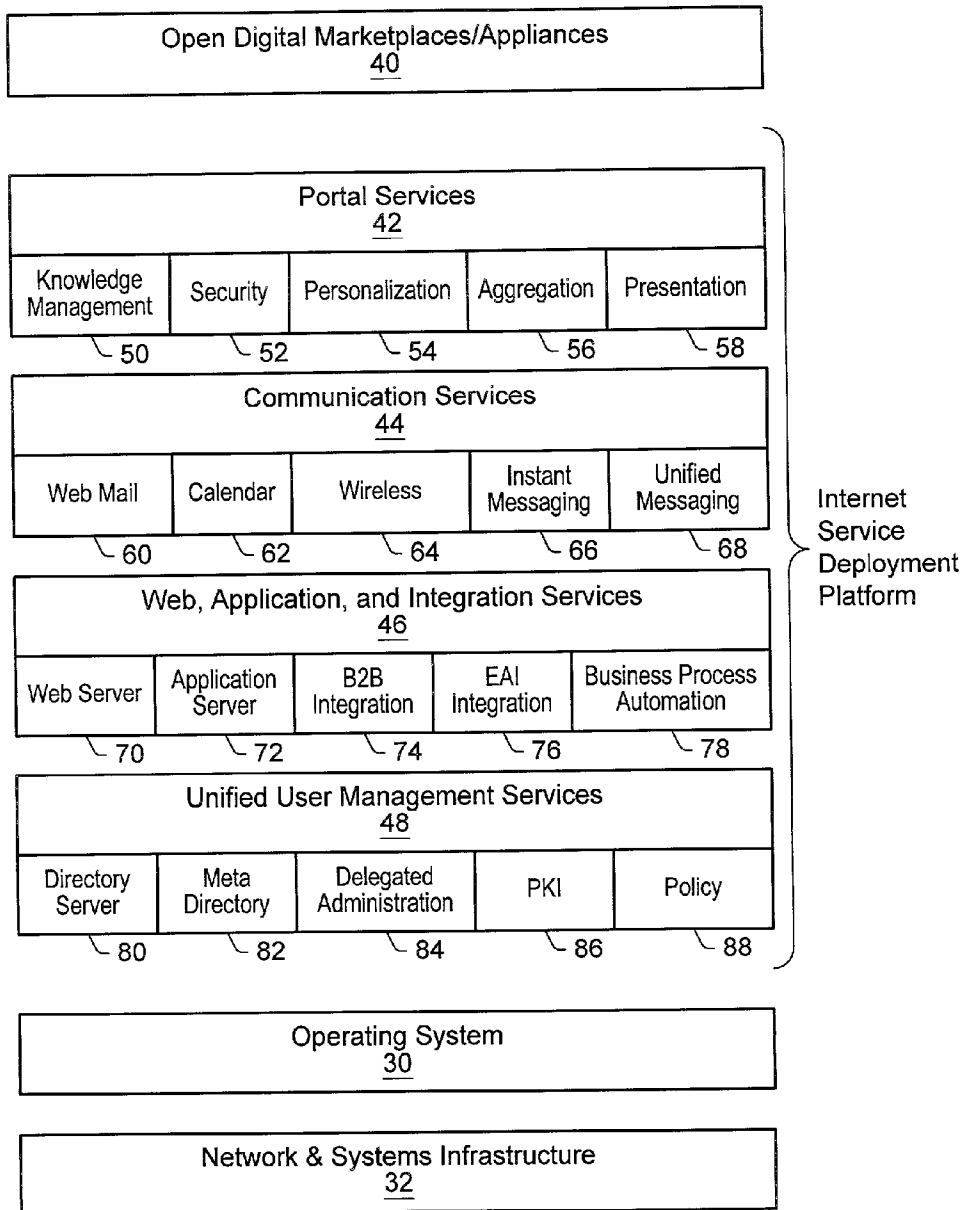 Open Digital Marketplaces/Appliances
40
Portal Services
42
Knowledge
Management
Security
Personalization
Aggregation
Presentation
50
52
54
56
58
Communication Services
44
Web Mail
Calendar
Wireless
Instant
Messaging
Unified
Messaging
60
62
64
66
68
Internet
Service
Deployment
Platform
Web, Application, and Integration Services
46
Web Server
Application
Server
B2B
Integration
EAI
Integration
Business Process
Automation
70
72
74
76
78
Unified User Management Services
48
Directory
Server
Meta
Directory
Delegated
Administration
PKI
Policy
80
82
84
86
88
Operating System
30
Network & Systems Infrastructure
32